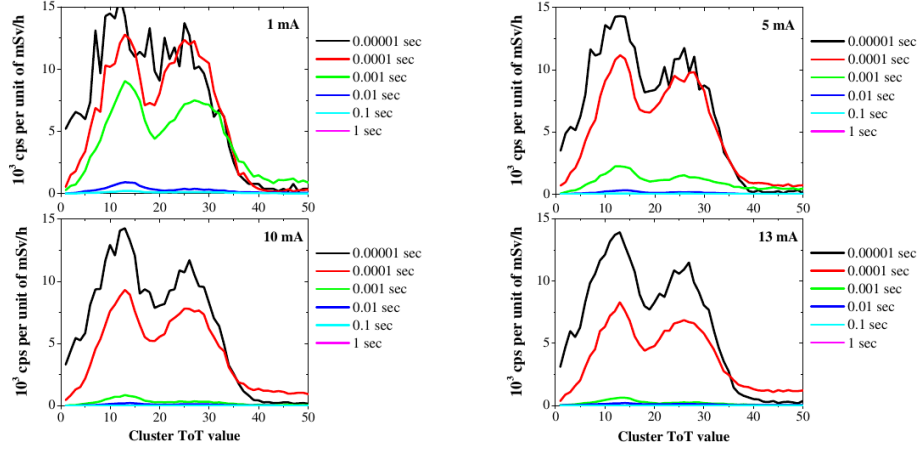 1 mA
10³ cps per unit of mSv/h
15
10
5
0
0 10 20 30 40 50
0.00001 sec
0.0001 sec
0.001 sec
0.01 sec
0.1 sec
1 sec
5 mA
10³ cps per unit of mSv/h
15
10
5
0
0 10 20 30 40 50
0.00001 sec
0.0001 sec
0.001 sec
0.01 sec
0.1 sec
1 sec
10 mA
10³ cps per unit of mSv/h
15
10
5
0
0 10 20 30 40 50
Cluster ToT value
0.00001 sec
0.0001 sec
0.001 sec
0.01 sec
0.1 sec
1 sec
13 mA
10³ cps per unit of mSv/h
15
10
5
0
0 10 20 30 40 50
Cluster ToT value
0.00001 sec
0.0001 sec
0.001 sec
0.01 sec
0.1 sec
1 sec